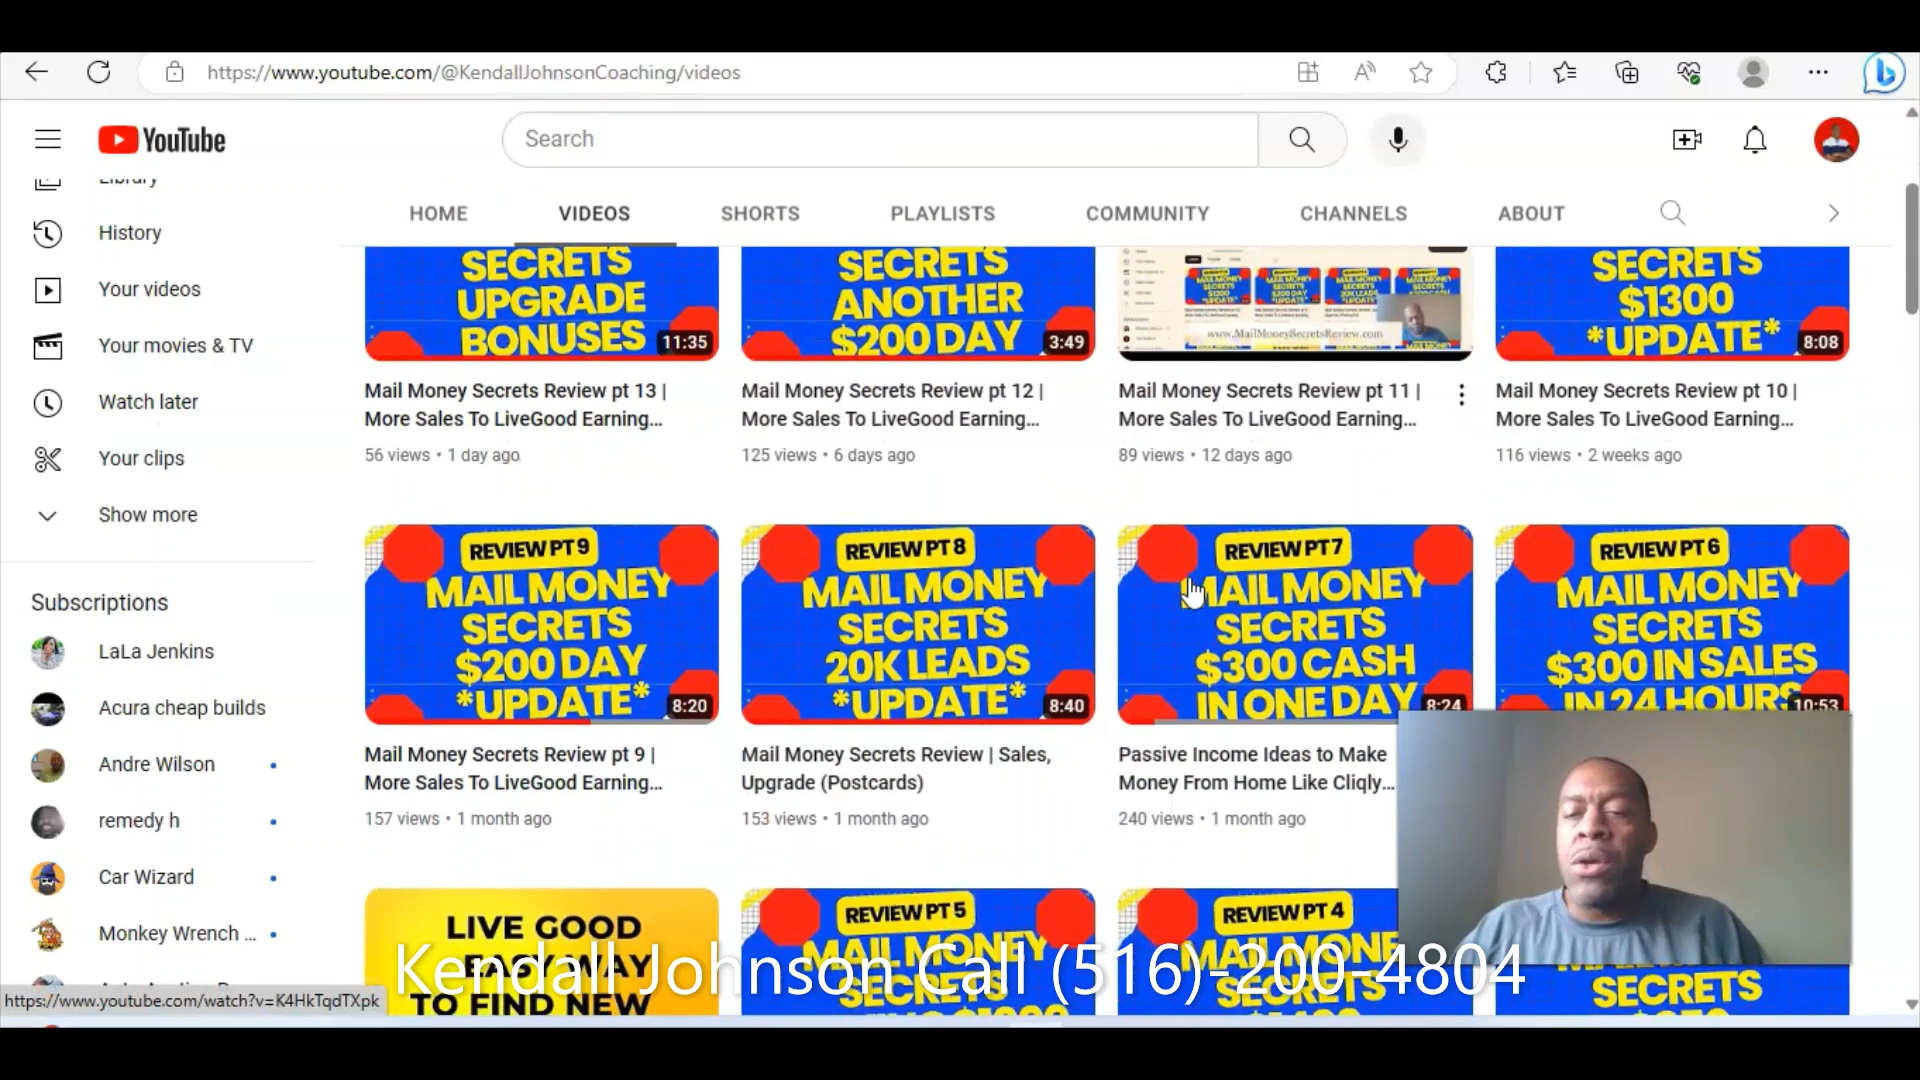 https://www.youtube.com/@KendallJohnsonCoaching/videos
YouTube
Search
Library
History
Your videos
Your movies & TV
Watch later
Your clips
Show more
Subscriptions
LaLa Jenkins
Acura cheap builds
Andre Wilson
remedy h
Car Wizard
Monkey Wrench ...
https://www.youtube.com/watch?v=K4HkTqdTXpk
HOME VIDEOS SHORTS PLAYLISTS COMMUNITY CHANNELS ABOUT
SECRETS
UPGRADE
BONUSES
11:35
Mail Money Secrets Review pt 13 |
More Sales To LiveGood Earning...
56 views • 1 day ago
SECRETS
ANOTHER
$200 DAY
3:49
Mail Money Secrets Review pt 12 |
More Sales To LiveGood Earning...
125 views • 6 days ago
www.MailMoneySecretsReview.com
Mail Money Secrets Review pt 11 |
More Sales To LiveGood Earning...
89 views • 12 days ago
SECRETS
$1300
*UPDATE*
8:08
Mail Money Secrets Review pt 10 |
More Sales To LiveGood Earning...
116 views • 2 weeks ago
REVIEW PT 9
MAIL MONEY
SECRETS
$200 DAY
*UPDATE*
8:20
Mail Money Secrets Review pt 9 |
More Sales To LiveGood Earning...
157 views • 1 month ago
REVIEW PT 8
MAIL MONEY
SECRETS
20K LEADS
*UPDATE*
8:40
Mail Money Secrets Review | Sales,
Upgrade (Postcards)
153 views • 1 month ago
REVIEW PT 7
MAIL MONEY
SECRETS
$300 CASH
IN ONE DAY
8:24
Passive Income Ideas to Make
Money From Home Like Cliqly...
240 views • 1 month ago
REVIEW PT 6
MAIL MONEY
SECRETS
$300 IN SALES
IN 24 HOURS
10:53
LIVE GOOD
EASY WAY
TO FIND NEW
REVIEW PT 5
MAIL MONEY
SECRETS
REVIEW PT 4
MAIL MONE
SECRETS
SECRETS
Kendall Johnson Call (516)-200-4804